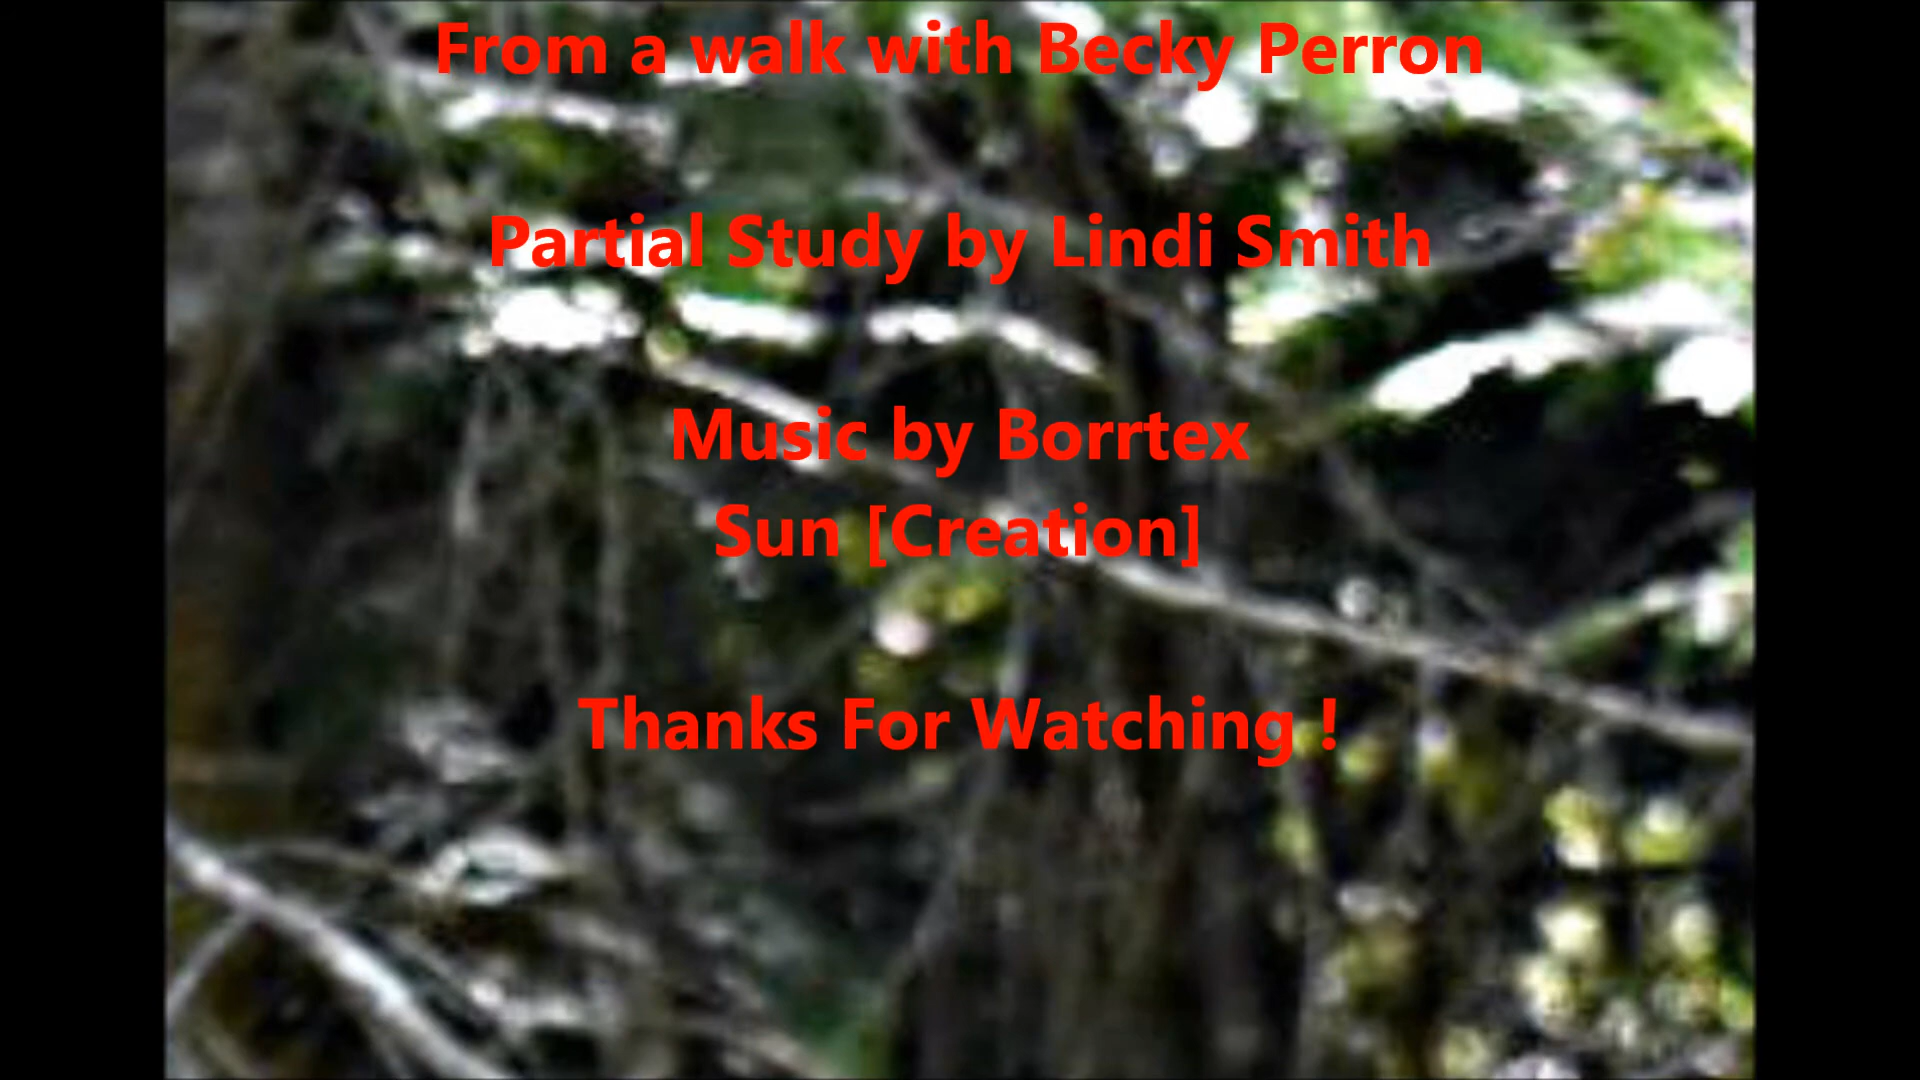 From a walk with Becky Perron
Partial Study by Lindi Smith
Music by Borrtex
Sun [Creation]
Thanks For Watching !